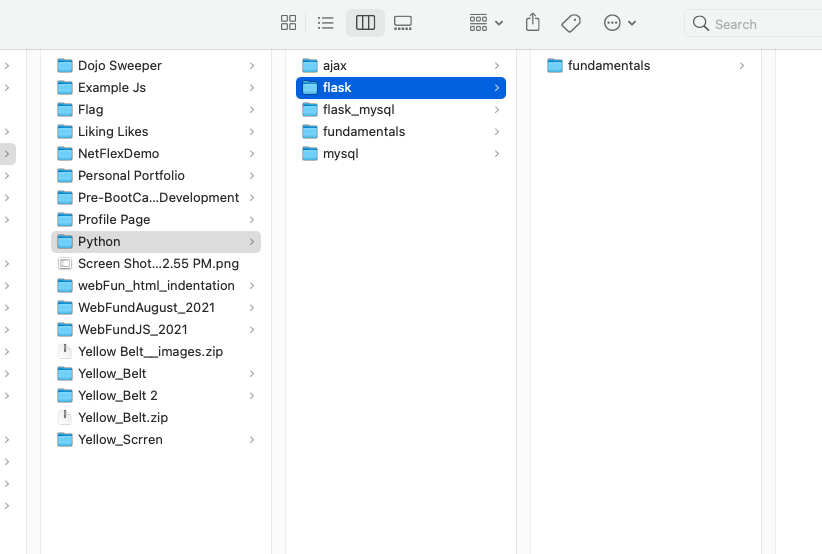 Search
Dojo Sweeper
Example Js
Flag
Liking Likes
NetFlexDemo
Personal Portfolio
Pre-BootCa...Development
Profile Page
Python
Screen Shot...2.55 PM.png
webFun_html_indentation
WebFundAugust_2021
WebFundJS_2021
Yellow Belt__images.zip
Yellow_Belt
Yellow_Belt 2
Yellow_Belt.zip
Yellow_Scrren
ajax
flask
flask_mysql
fundamentals
mysql
fundamentals